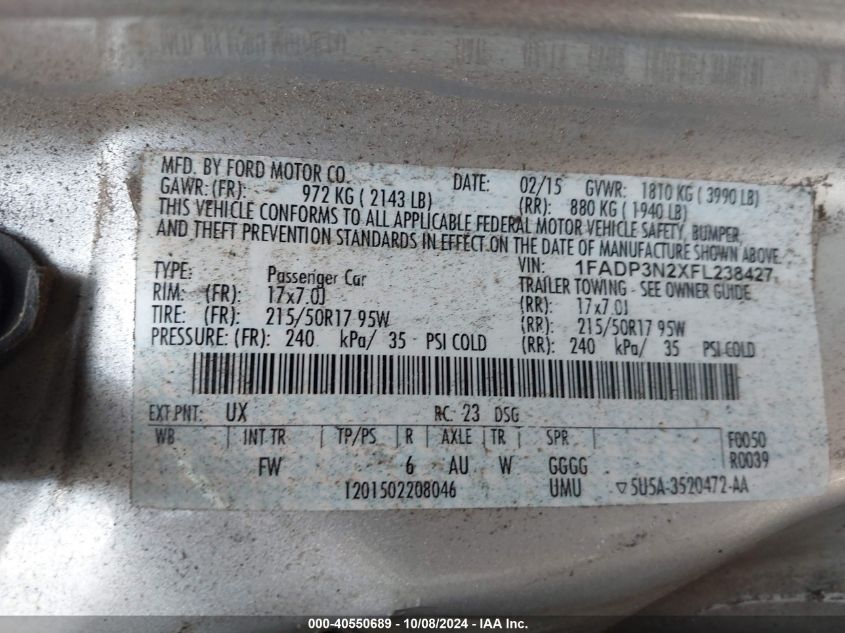 MFD. BY FORD MOTOR CO. DATE: 02/15 GVWR: 1810 KG ( 3990 LB)
GAWR: (FR): 972 KG ( 2143 LB) (RR): 880 KG ( 1940 LB)
THIS VEHICLE CONFORMS TO ALL APPLICABLE FEDERAL MOTOR VEHICLE SAFETY, BUMPER,
AND THEFT PREVENTION STANDARDS IN EFFECT ON THE DATE OF MANUFACTURE SHOWN ABOVE.
VIN: 1FADP3N2XFL238427
TYPE: Passenger Car TRAILER TOWING - SEE OWNER GUIDE
RIM: (FR): 17x7.0J (RR): 17x7.0J
TIRE: (FR): 215/50R17 95W (RR): 215/50R17 95W
PRESSURE: (FR): 240 kPa/ 35 PSI COLD (RR): 240 kPa/ 35 PSI COLD
EXT PNT: UX RC: 23 DSG
WB INT TR TP/PS R AXLE TR SPR F0050
FW 6 AU W GGGG R0039
1201502208046 UMU ▽ 5U5A-3520472-AA
000-40550689 - 10/08/2024 - IAA Inc.